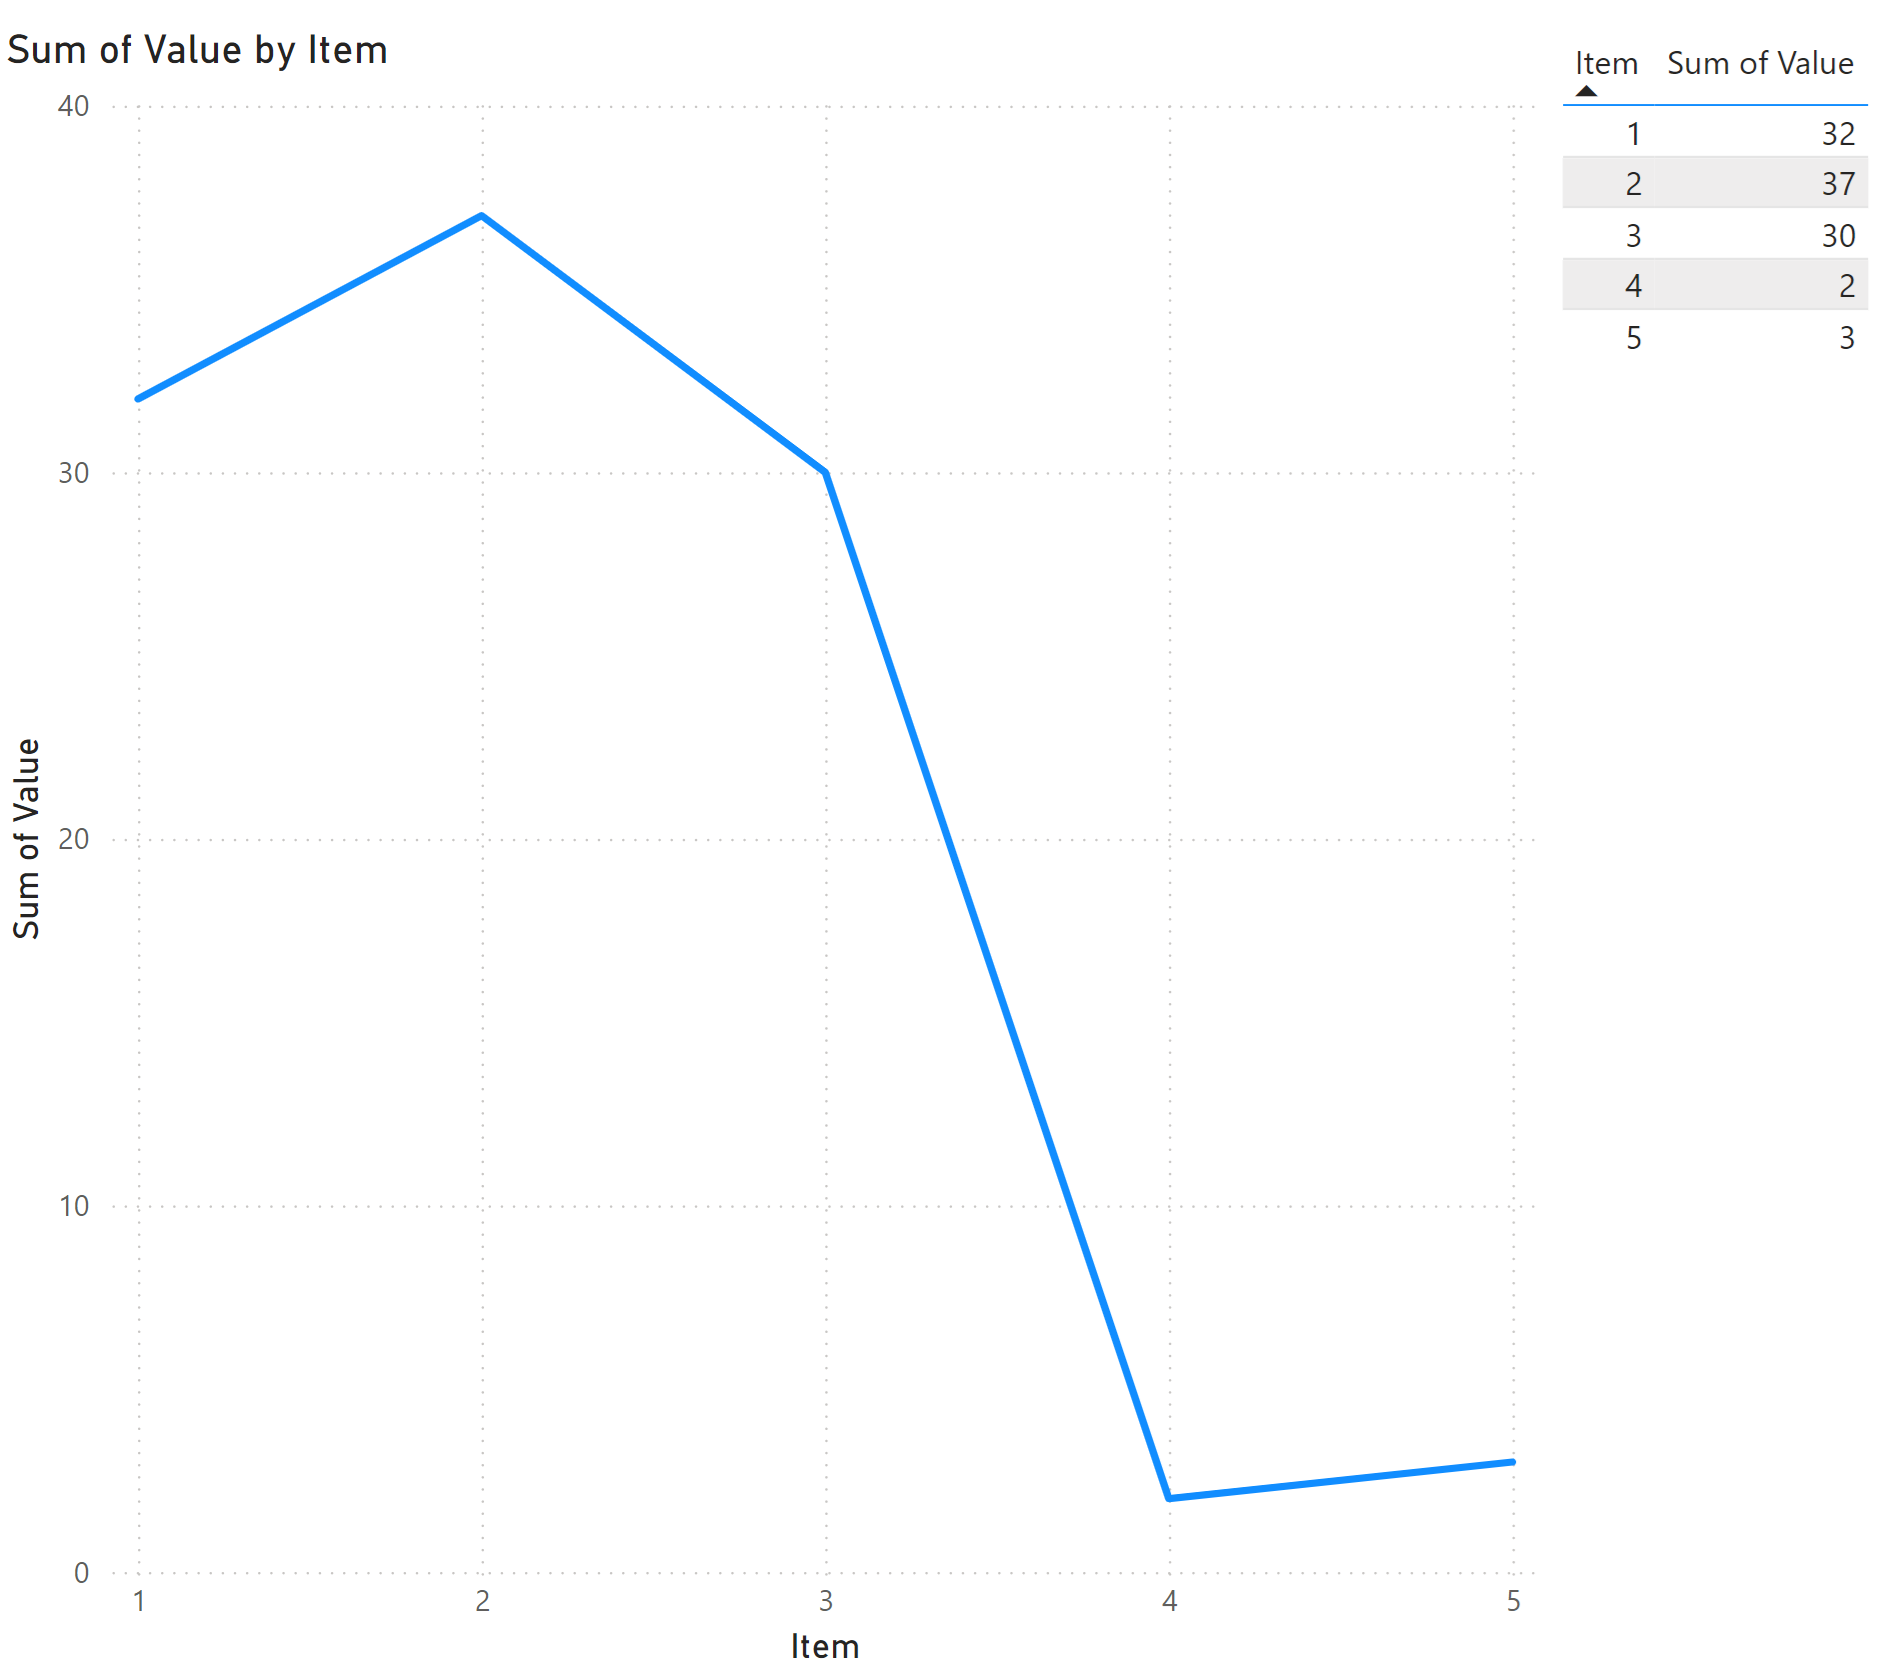 Sum of Value by Item
40
30
20
10
0
Sum of Value
1 2 3 4 5
Item
Item Sum of Value
1 32
2 37
3 30
4 2
5 3